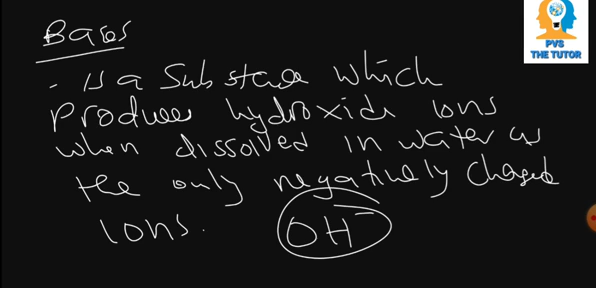 Bases
PVS
THE TUTOR
- is a Substance which
produces hydroxide ions
when dissolved in water as
the only negatively charged
ions. OH⁻